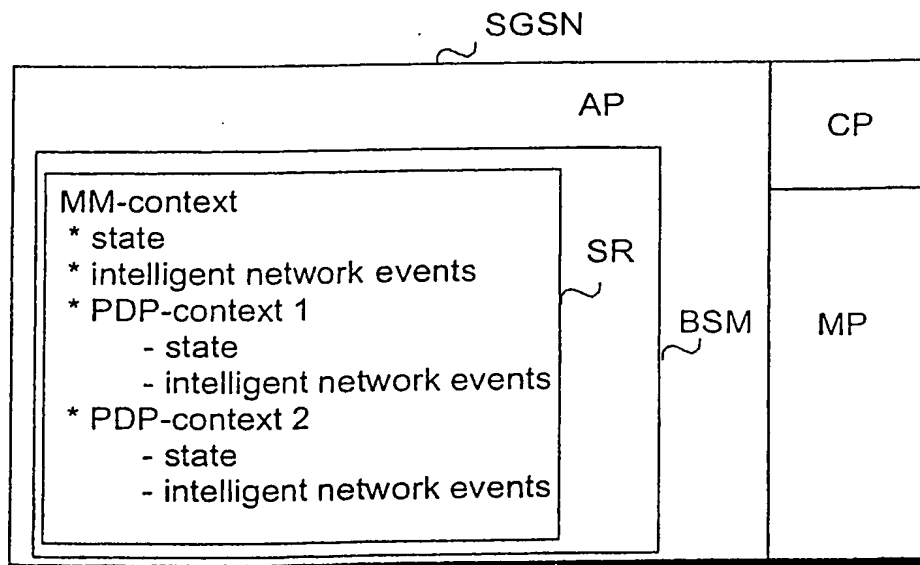 SGSN
AP
CP
MM-context
* state
* intelligent network events
* PDP-context 1
- state
- intelligent network events
* PDP-context 2
- state
- intelligent network events
SR
BSM
MP